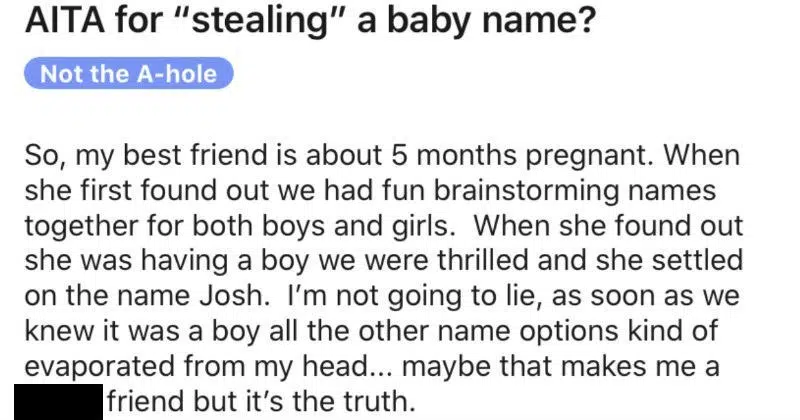 AITA for “stealing” a baby name?
Not the A-hole
So, my best friend is about 5 months pregnant. When
she first found out we had fun brainstorming names
together for both boys and girls.  When she found out
she was having a boy we were thrilled and she settled
on the name Josh.  I’m not going to lie, as soon as we
knew it was a boy all the other name options kind of
evaporated from my head... maybe that makes me a
friend but it’s the truth.